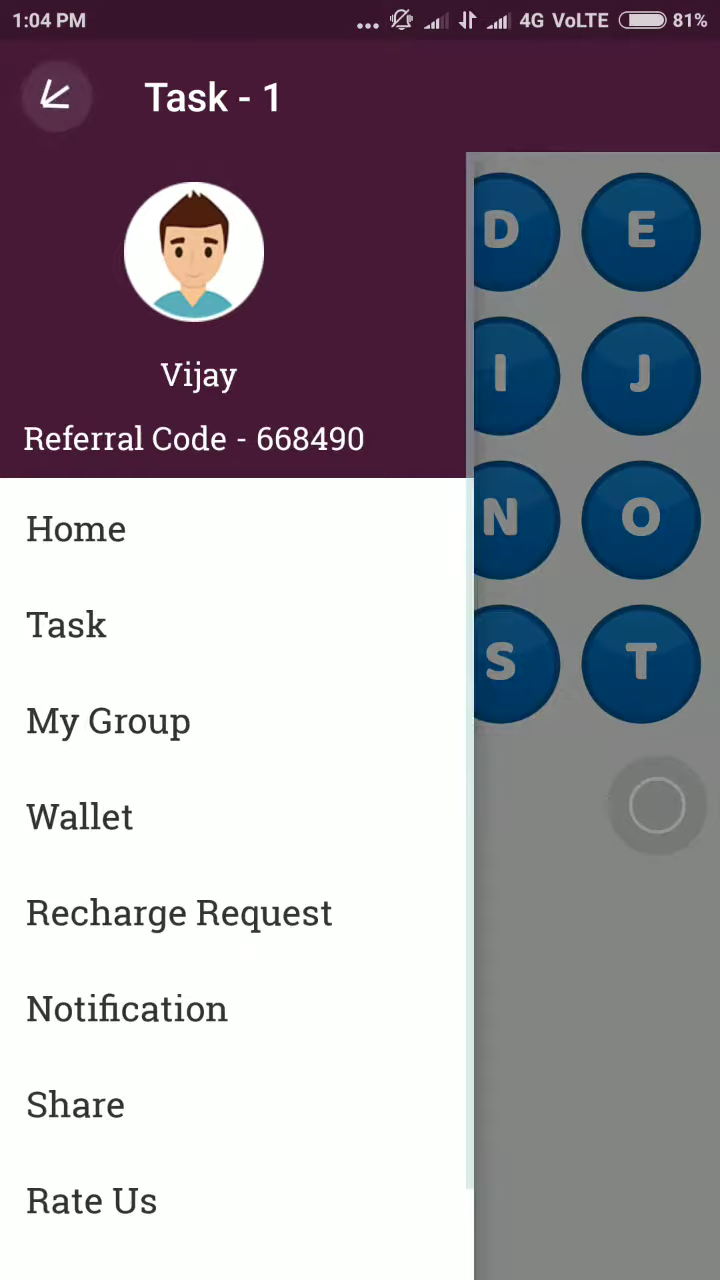 1:04 PM ... 4G VoLTE 81%
Task - 1
D E
Vijay
I J
Referral Code - 668490
N O
Home
Task
S T
My Group
Wallet
Recharge Request
Notification
Share
Rate Us